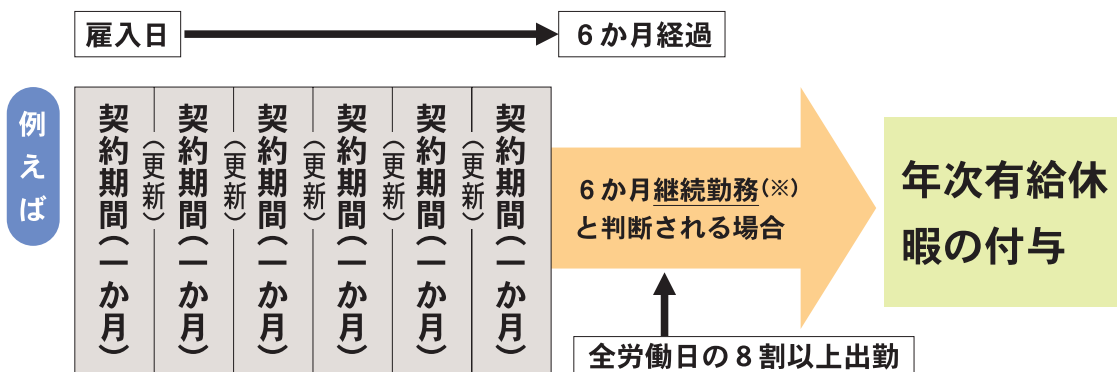 雇入日
6か月経過
例えば
契約期間(一か月)
(更新)
契約期間(一か月)
(更新)
契約期間(一か月)
(更新)
契約期間(一か月)
(更新)
契約期間(一か月)
(更新)
契約期間(一か月)
6か月継続勤務(※)
と判断される場合
全労働日の8割以上出勤
年次有給休
暇の付与